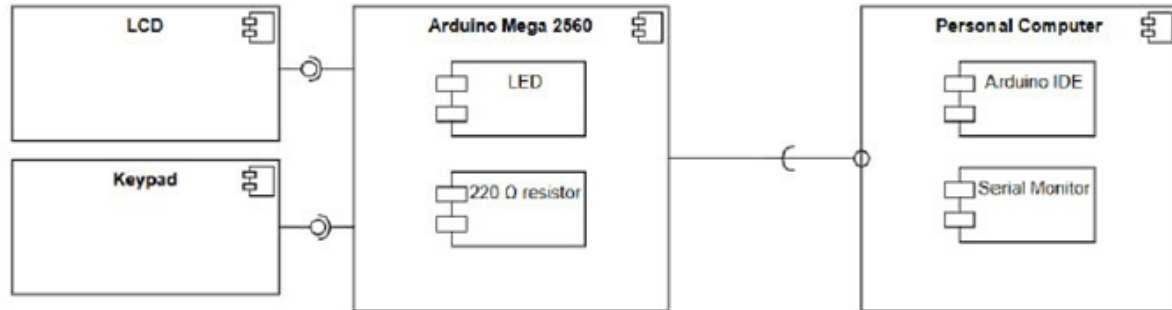 LCD
Arduino Mega 2560
Personal Computer
LED
Arduino IDE
Keypad
220 Ω resistor
Serial Monitor